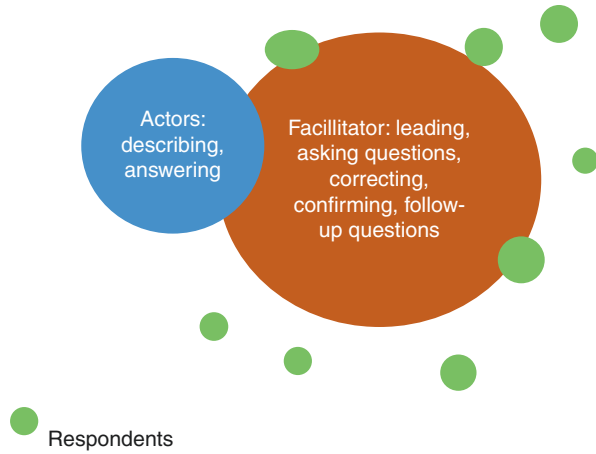 Actors:
describing,
answering
Facillitator: leading,
asking questions,
correcting,
confirming, follow-
up questions
Respondents